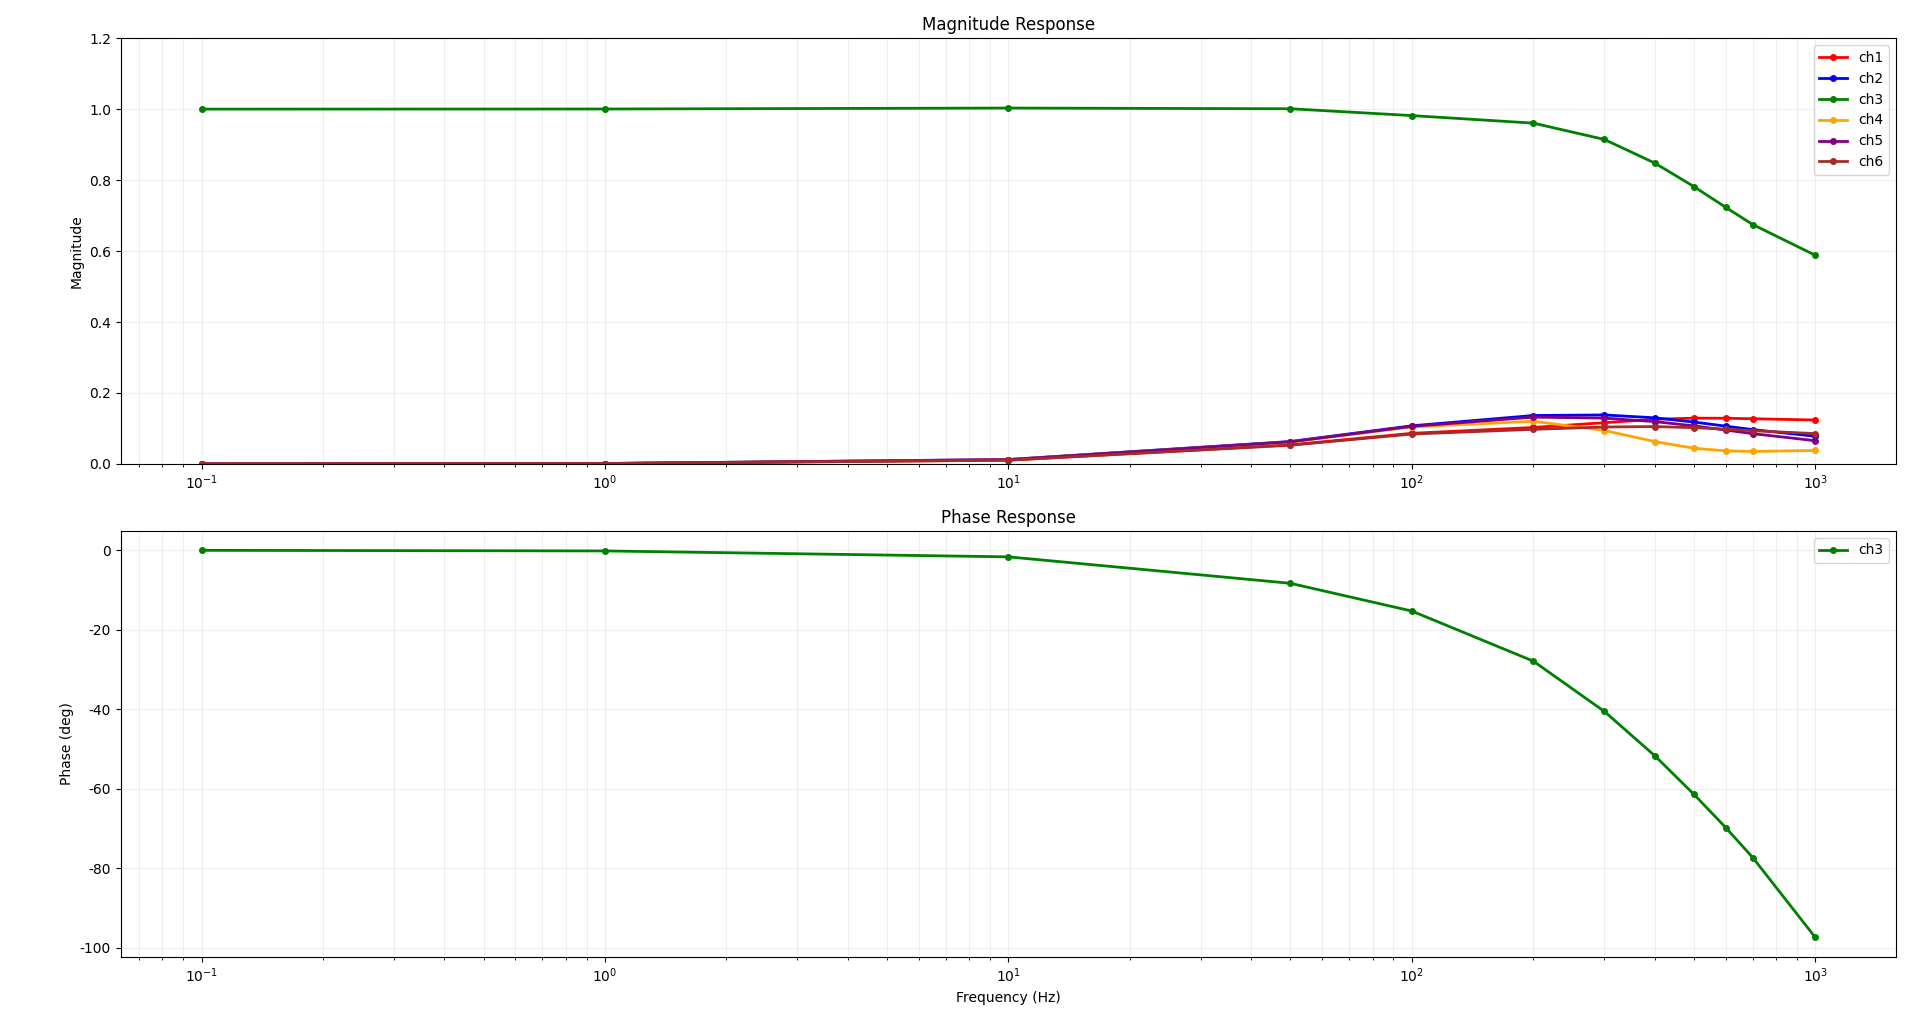 Magnitude Response
1.2
1.0
0.8
0.6
0.4
0.2
0.0
Magnitude
ch1
ch2
ch3
ch4
ch5
ch6
10⁻¹ 10⁰ 10¹ 10² 10³
Phase Response
0
-20
-40
-60
-80
-100
Phase (deg)
ch3
10⁻¹ 10⁰ 10¹ 10² 10³
Frequency (Hz)